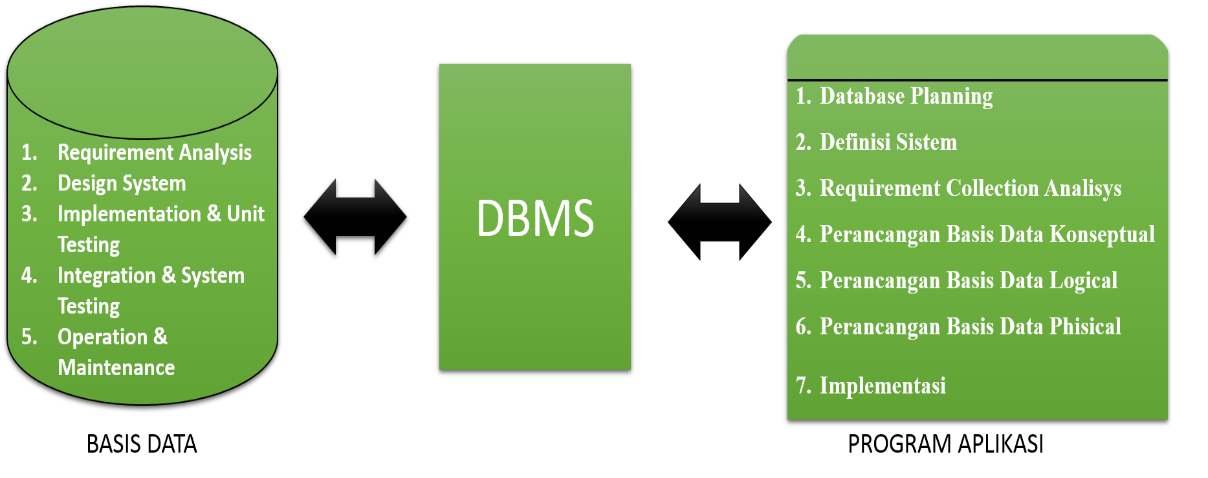 1. Requirement Analysis
2. Design System
3. Implementation & Unit
Testing
4. Integration & System
Testing
5. Operation &
Maintenance
BASIS DATA
DBMS
1. Database Planning
2. Definisi Sistem
3. Requirement Collection Analisys
4. Perancangan Basis Data Konseptual
5. Perancangan Basis Data Logical
6. Perancangan Basis Data Phisical
7. Implementasi
PROGRAM APLIKASI